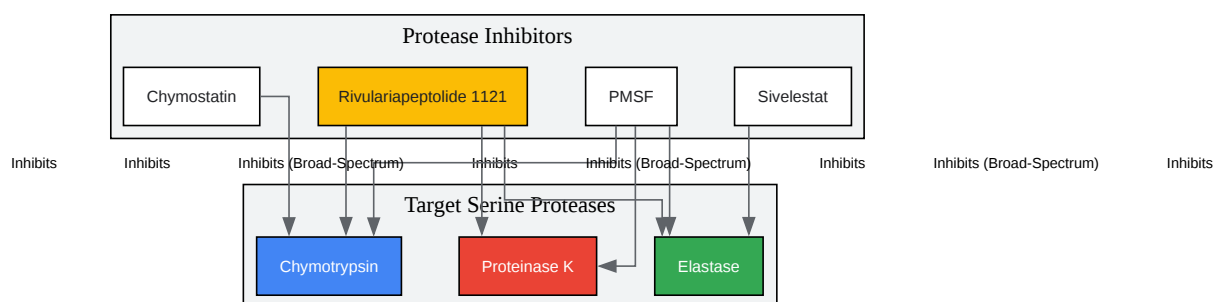 Protease Inhibitors
Chymostatin
Rivulariapeptolide 1121
PMSF
Sivelestat
Inhibits
Inhibits
Inhibits (Broad-Spectrum)
Inhibits
Inhibits (Broad-Spectrum)
Inhibits
Inhibits (Broad-Spectrum)
Inhibits
Target Serine Proteases
Chymotrypsin
Proteinase K
Elastase